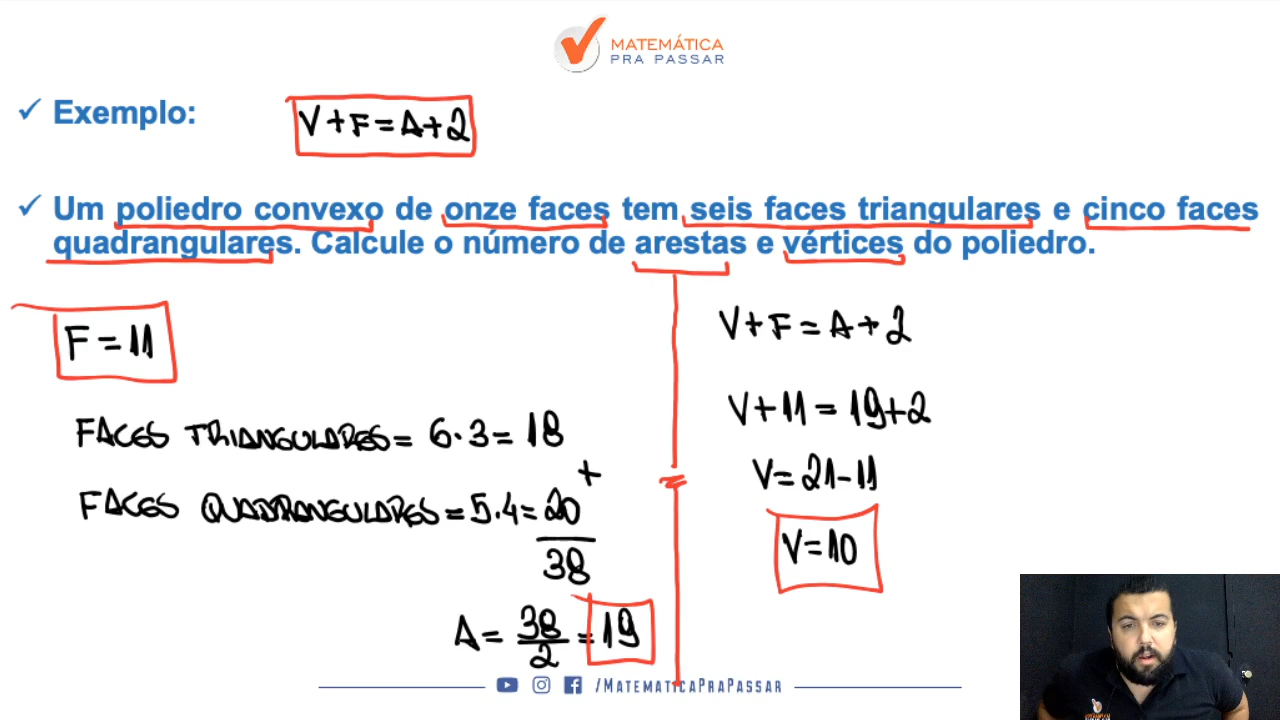 MATEMÁTICA
PRA PASSAR
✓ Exemplo:
V+F=A+2
✓ Um poliedro convexo de onze faces tem seis faces triangulares e cinco faces
quadrangulares. Calcule o número de arestas e vértices do poliedro.
F=11
FACES TRIANGULARES=6·3=18
+
FACES QUADRANGULARES=5·4=20
38
A=38/2=19
V+F=A+2
V+11=19+2
V=21-11
V=10
/MATEMATICAPRAPASSAR